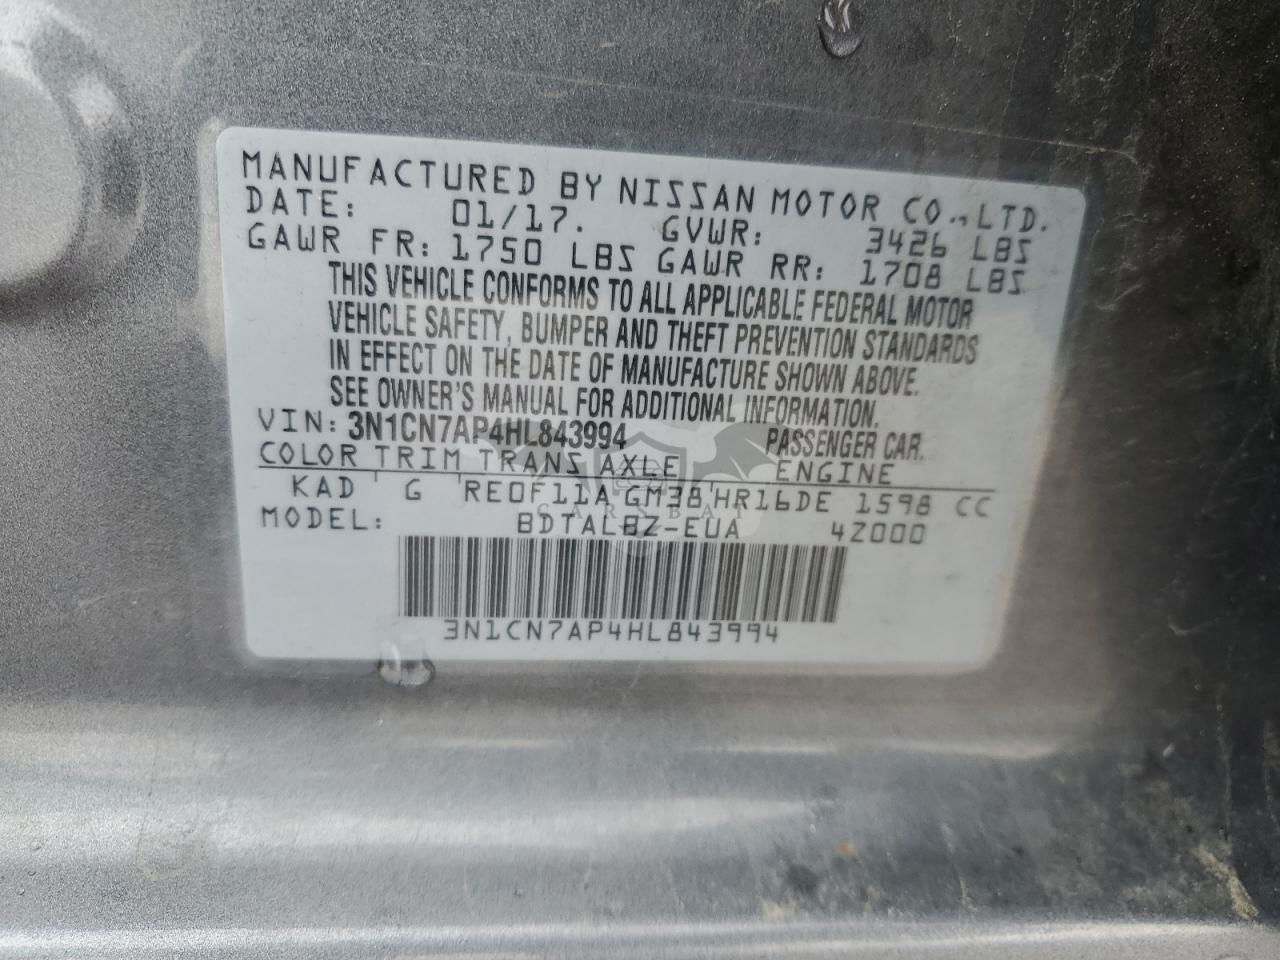 MANUFACTURED BY NISSAN MOTOR CO., LTD.
DATE: 01/17. GVWR: 3426 LBS
GAWR FR: 1750 LBS GAWR RR: 1708 LBS
THIS VEHICLE CONFORMS TO ALL APPLICABLE FEDERAL MOTOR
VEHICLE SAFETY, BUMPER AND THEFT PREVENTION STANDARDS
IN EFFECT ON THE DATE OF MANUFACTURE SHOWN ABOVE.
SEE OWNER'S MANUAL FOR ADDITIONAL INFORMATION.
VIN: 3N1CN7AP4HL843994 PASSENGER CAR.
COLOR TRIM TRANS AXLE ENGINE
KAD G RE0F11A GM38 HR16DE 1598 CC
CARSBAT
MODEL: BDTALBZ-EUA 4Z000
3N1CN7AP4HL843994